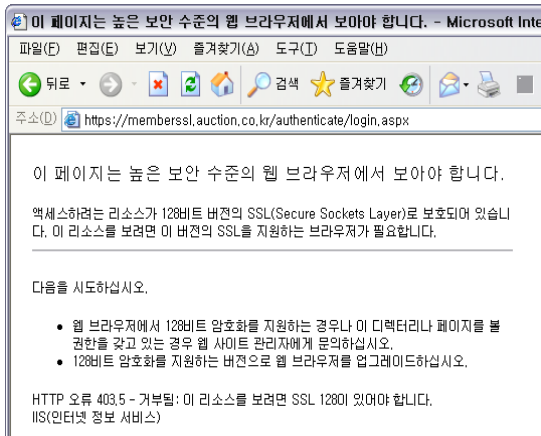 이 페이지는 높은 보안 수준의 웹 브라우저에서 보아야 합니다. - Microsoft Inte
파일(F) 편집(E) 보기(V) 즐겨찾기(A) 도구(T) 도움말(H)
뒤로 검색 즐겨찾기
주소(D) https://memberssl.auction.co.kr/authenticate/login.aspx
이 페이지는 높은 보안 수준의 웹 브라우저에서 보아야 합니다.
액세스하려는 리소스가 128비트 버전의 SSL(Secure Sockets Layer)로 보호되어 있습니
다. 이 리소스를 보려면 이 버전의 SSL을 지원하는 브라우저가 필요합니다.
다음을 시도하십시오.
• 웹 브라우저에서 128비트 암호화를 지원하는 경우나 이 디렉터리나 페이지를 볼
권한을 갖고 있는 경우 웹 사이트 관리자에게 문의하십시오.
• 128비트 암호화를 지원하는 버전으로 웹 브라우저를 업그레이드하십시오.
HTTP 오류 403.5 - 거부됨: 이 리소스를 보려면 SSL 128이 있어야 합니다.
IIS(인터넷 정보 서비스)